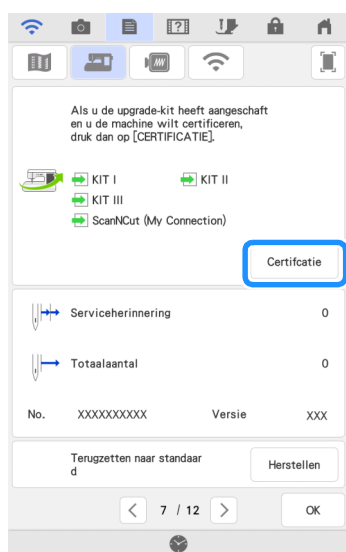 Als u de upgrade-kit heeft aangeschaft
en u de machine wilt certificeren,
druk dan op [CERTIFICATIE].
KIT I
KIT II
KIT III
ScanNCut (My Connection)
Certifcatie
Serviceherinnering 0
Totaalaantal 0
No. XXXXXXXXXX Versie XXX
Terugzetten naar standaar
d
Herstellen
7 / 12
OK